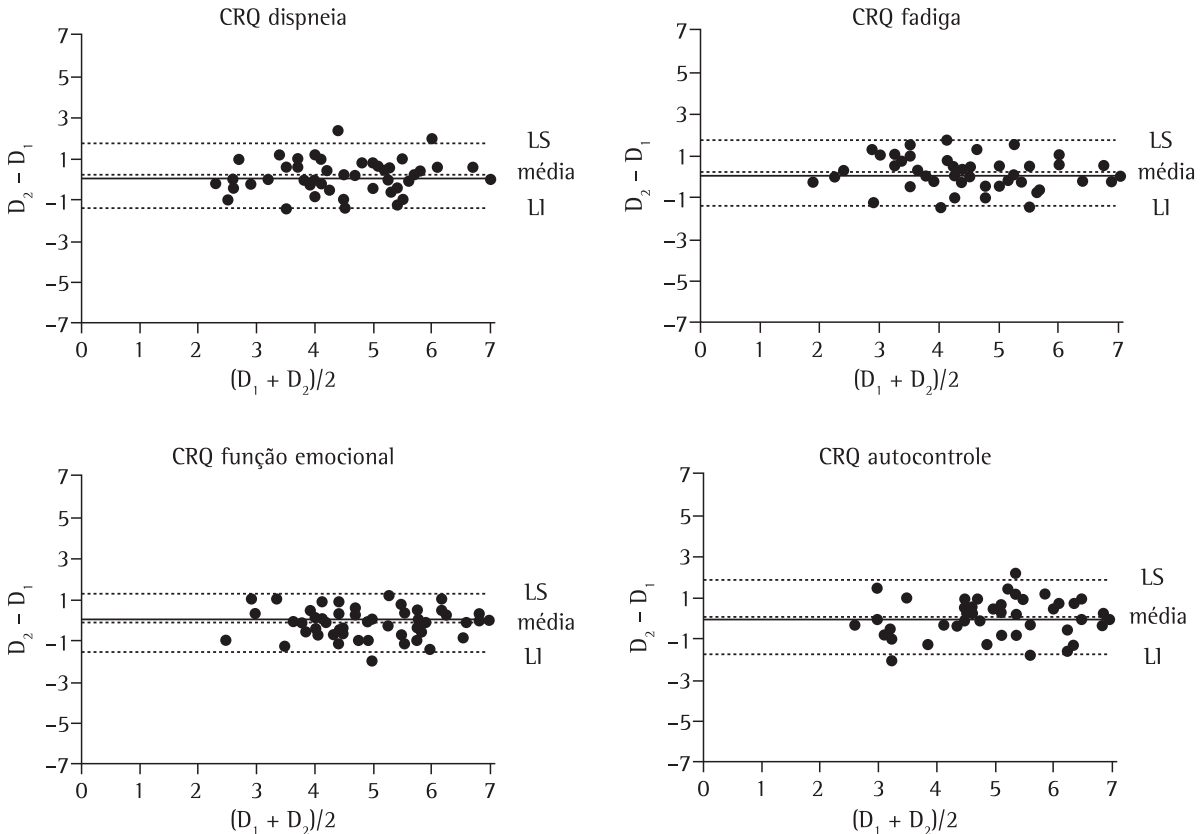 CRQ dispneia
7
5
3
1
−1
−3
−5
−7
D₂ − D₁
LS
média
LI
0 1 2 3 4 5 6 7
(D₁ + D₂)/2
CRQ fadiga
7
5
3
1
−1
−3
−5
−7
D₂ − D₁
LS
média
LI
0 1 2 3 4 5 6 7
(D₁ + D₂)/2
CRQ função emocional
7
5
3
1
−1
−3
−5
−7
D₂ − D₁
LS
média
LI
0 1 2 3 4 5 6 7
(D₁ + D₂)/2
CRQ autocontrole
7
5
3
1
−1
−3
−5
−7
D₂ − D₁
LS
média
LI
0 1 2 3 4 5 6 7
(D₁ + D₂)/2